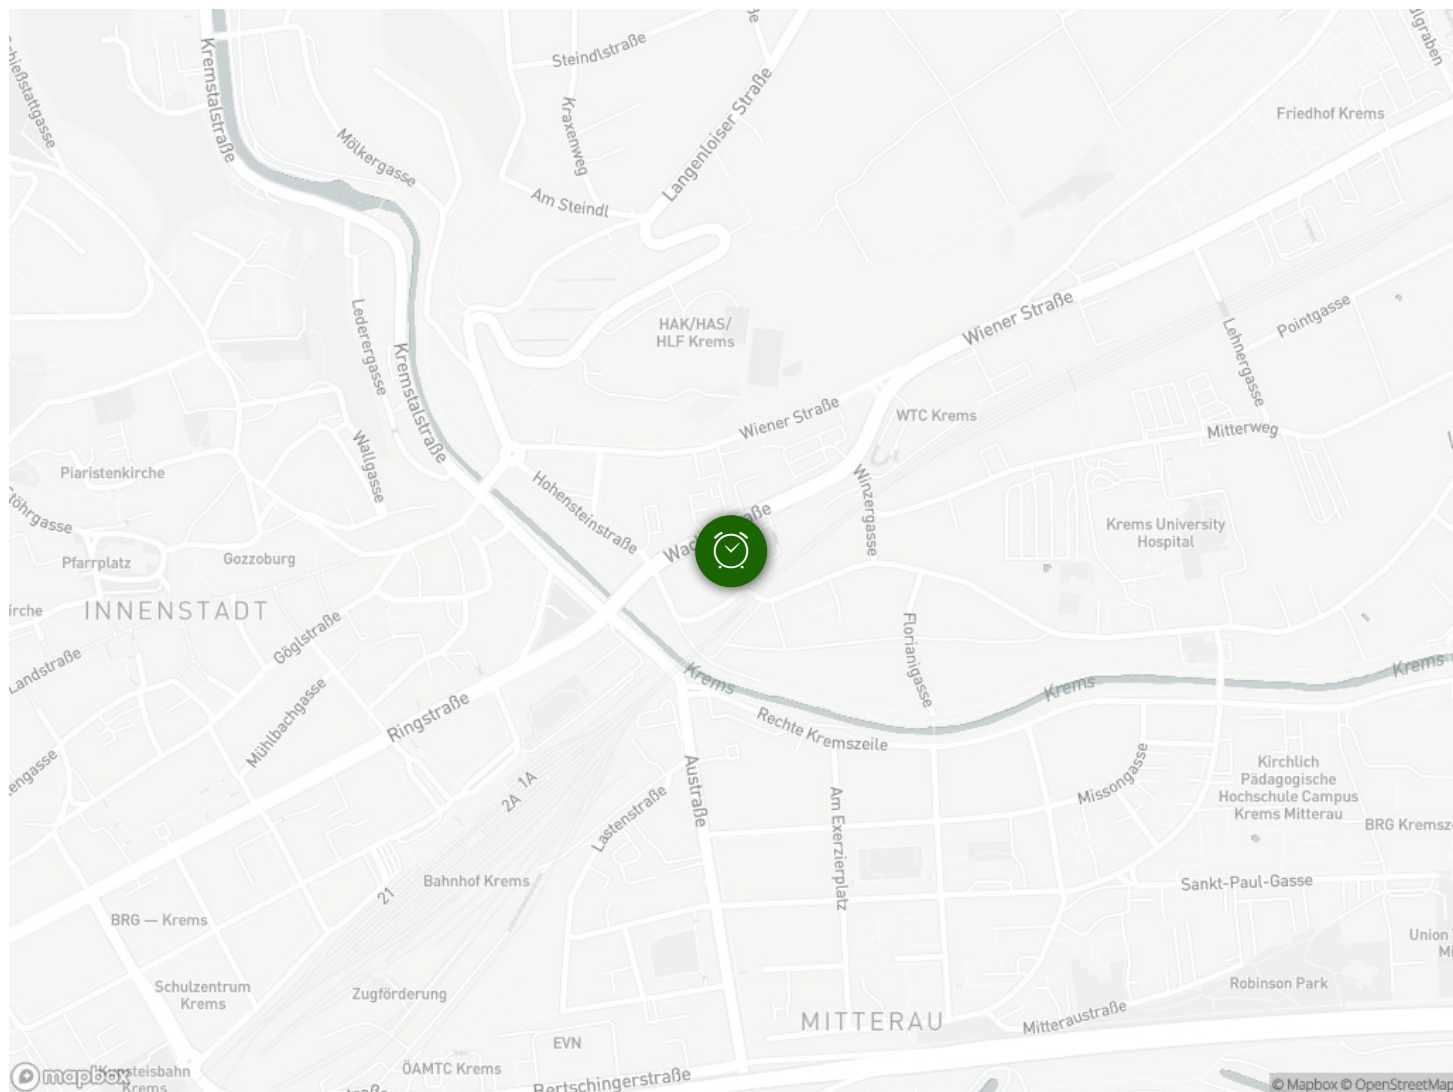 Steindlstraße
Kremstalstraße
Kraxenweg
Langenloiser Straße
Friedhof Krems
Mölkergasse
Am Steindl
Lederergasse
Kremstalstraße
HAK/HAS/
HLF Krems
Wiener Straße
Lehnergasse
Pointgasse
Wiener Straße
WTC Krems
Mitterweg
Piaristenkirche
Wallgasse
Hohensteinstraße
Winzergasse
Krems University
Hospital
Pfarrplatz
Gozzoburg
INNENSTADT
Göglstraße
Florianigasse
Landstraße
Krems
Krems
Krems
Mühlbachgasse
Ringstraße
Rechte Kremszeile
2A 1A
Austraße
Lastenstraße
Am Exerzierplatz
Missongasse
Kirchlich
Pädagogische
Hochschule Campus
Krems Mitterau
Bahnhof Krems
21
BRG — Krems
Sankt-Paul-Gasse
Schulzentrum
Krems
Zugförderung
Robinson Park
MITTERAU
Mitteraustraße
EVN
ÖAMTC Krems
Bertschingerstraße
mapbox
Krems
© Mapbox © OpenStreetMap